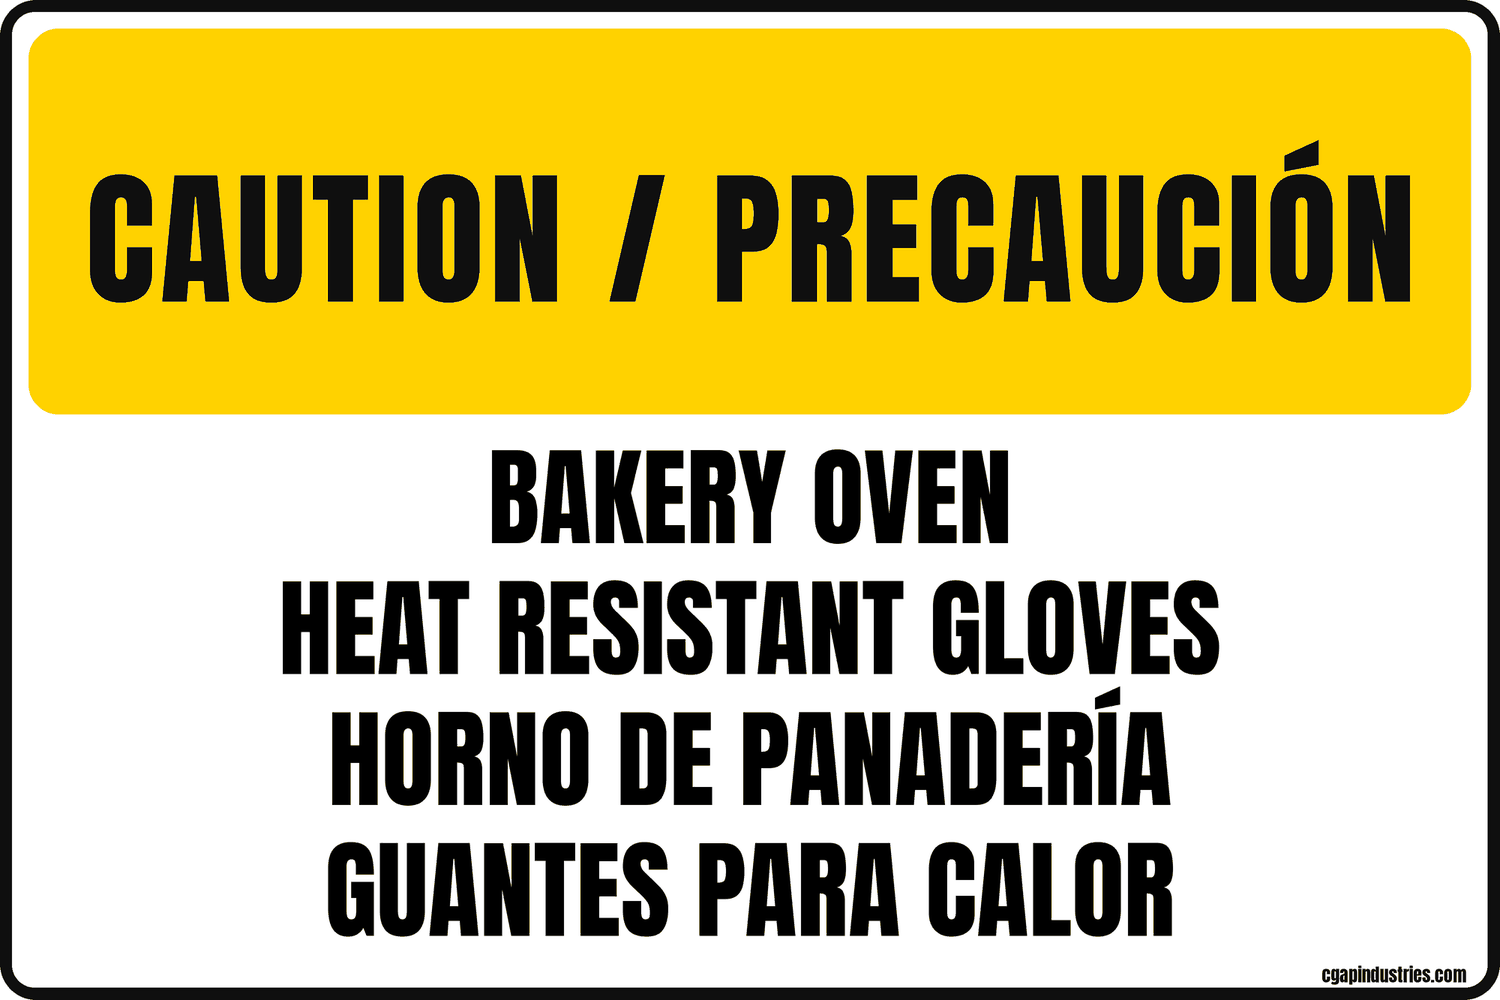 CAUTION / PRECAUCIÓN
BAKERY OVEN
HEAT RESISTANT GLOVES
HORNO DE PANADERÍA
GUANTES PARA CALOR
cgapindustries.com